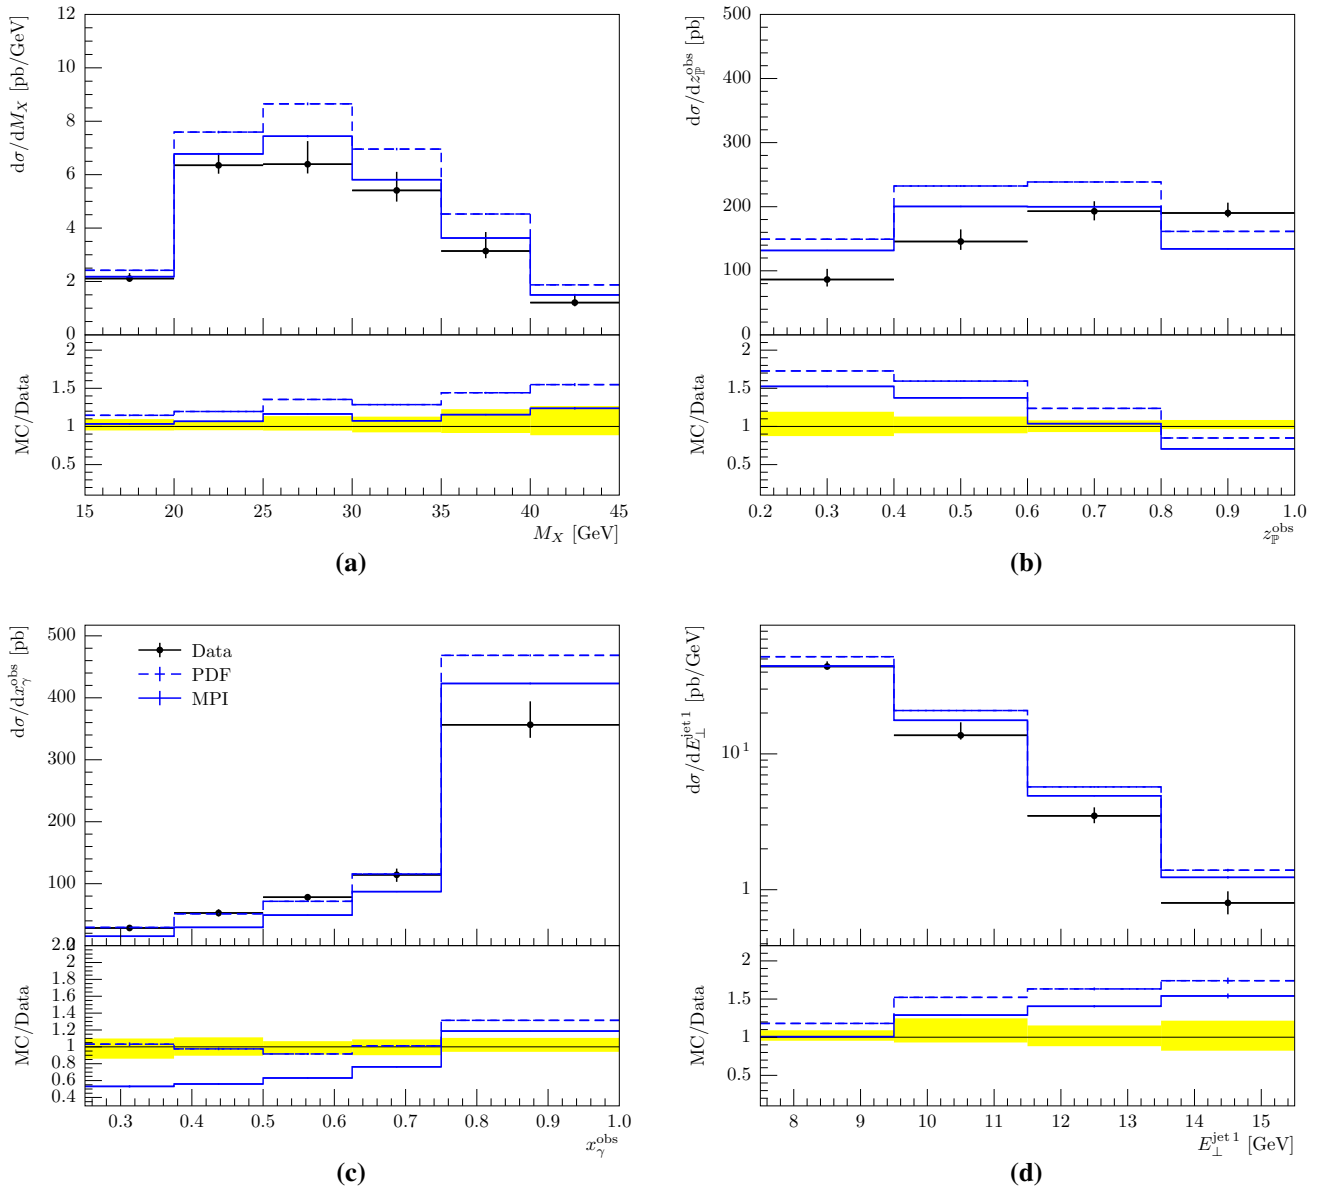 dσ/dM_X [pb/GeV]
12
10
8
6
4
2
0
MC/Data
2
1.5
1
0.5
15 20 25 30 35 40 45
M_X [GeV]
(a)
dσ/dz_ℙ^obs [pb]
500
400
300
200
100
0
MC/Data
2
1.5
1
0.5
0.2 0.3 0.4 0.5 0.6 0.7 0.8 0.9 1.0
z_ℙ^obs
(b)
dσ/dx_γ^obs [pb]
500
400
300
200
100
Data
PDF
MPI
MC/Data
2
1.8
1.6
1.4
1.2
1
0.8
0.6
0.4
0.3 0.4 0.5 0.6 0.7 0.8 0.9 1.0
x_γ^obs
(c)
dσ/dE_⊥^jet 1 [pb/GeV]
10^1
1
MC/Data
2
1.5
1
0.5
8 9 10 11 12 13 14 15
E_⊥^jet 1 [GeV]
(d)